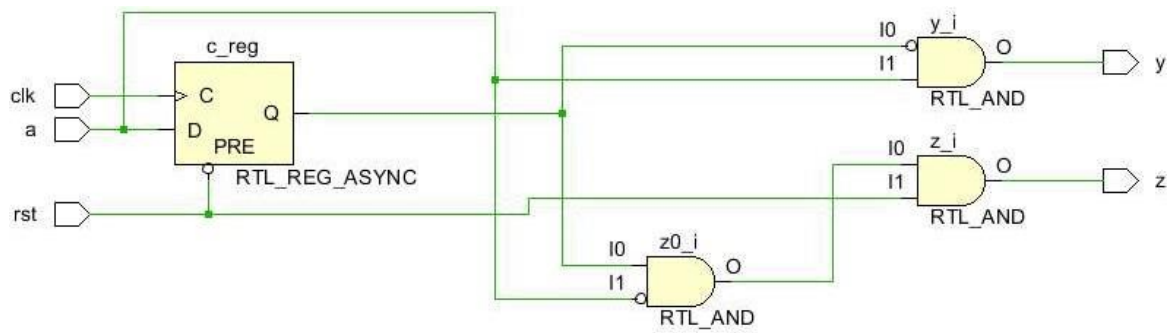 c_reg
clk
C
a
D
Q
PRE
RTL_REG_ASYNC
rst
I0
y_i
O
I1
y
RTL_AND
I0
z_i
O
I1
z
RTL_AND
I0
z0_i
O
I1
RTL_AND